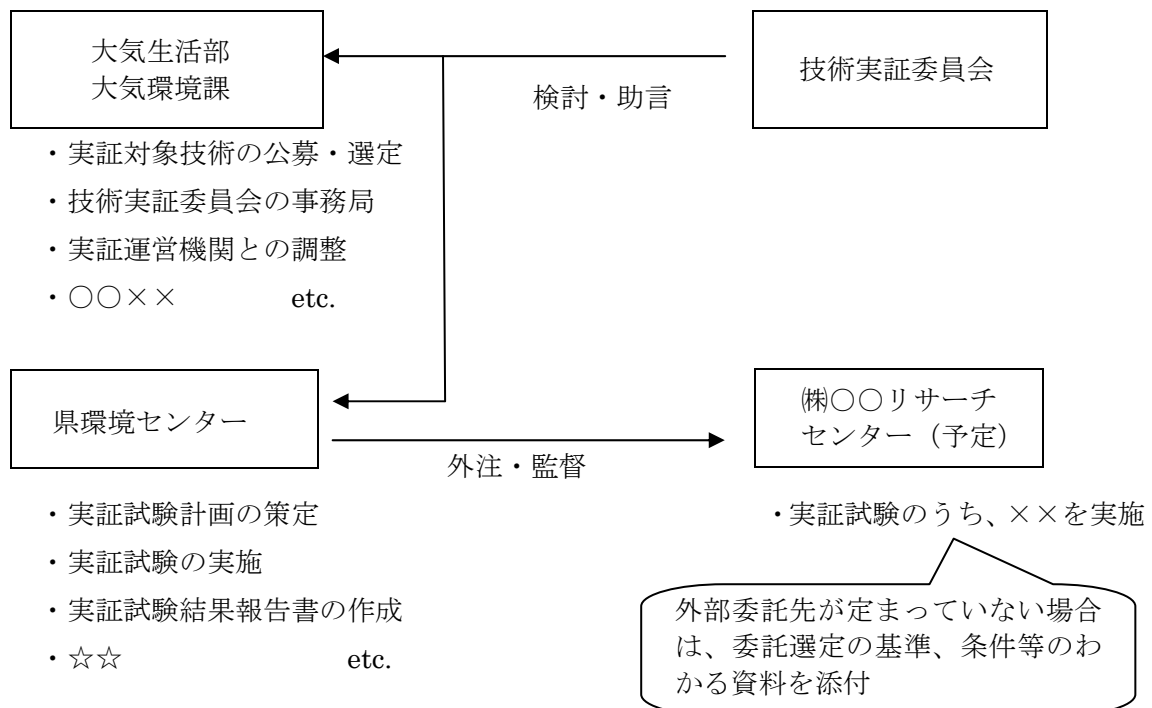 大気生活部
大気環境課
技術実証委員会
検討・助言
・実証対象技術の公募・選定
・技術実証委員会の事務局
・実証運営機関との調整
・○○×× etc.
県環境センター
㈱○○リサーチ
センター（予定）
外注・監督
・実証試験計画の策定
・実証試験の実施
・実証試験結果報告書の作成
・☆☆ etc.
・実証試験のうち、××を実施
外部委託先が定まっていない場合
は、委託選定の基準、条件等のわ
かる資料を添付